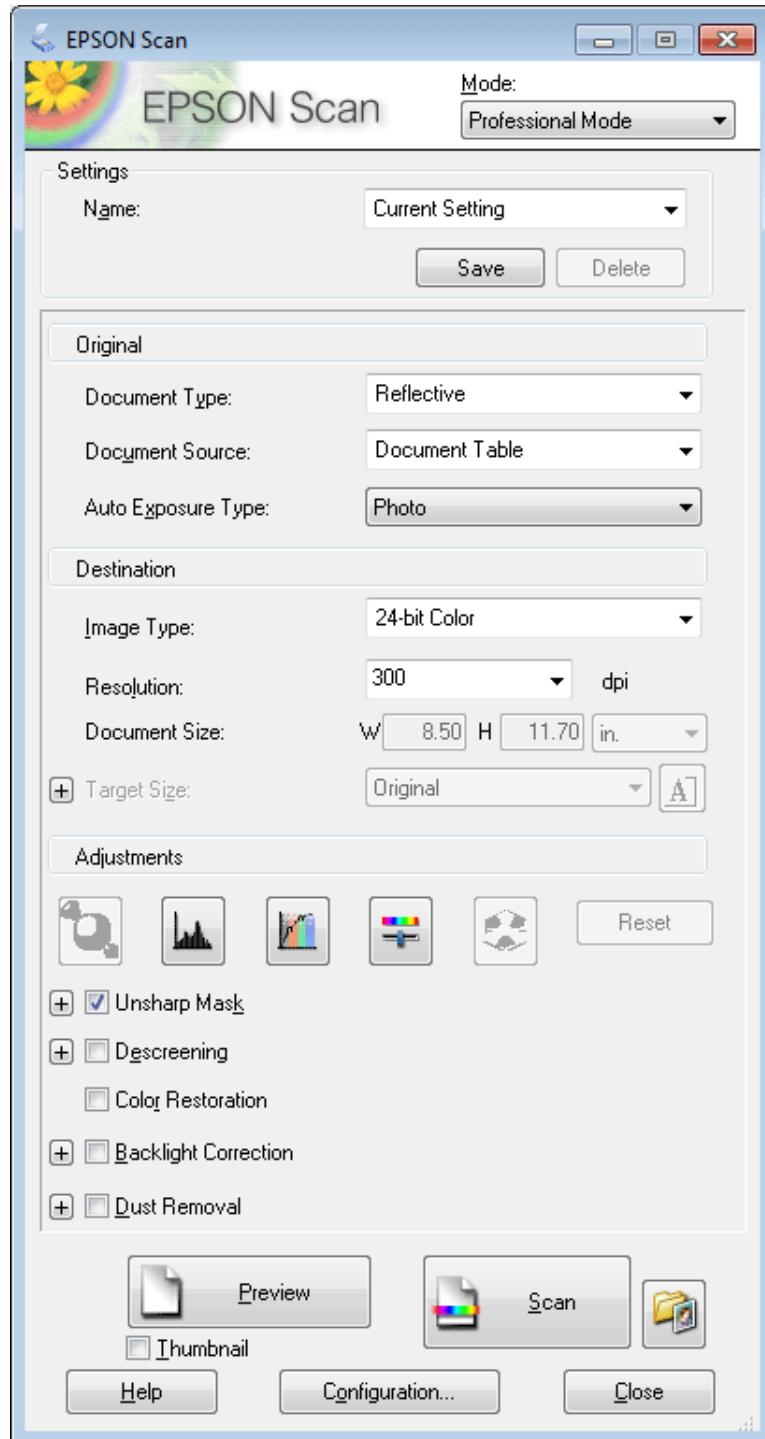 EPSON Scan
EPSON Scan
Mode:
Professional Mode
Settings
Name:
Current Setting
Save
Delete
Original
Document Type:
Reflective
Document Source:
Document Table
Auto Exposure Type:
Photo
Destination
Image Type:
24-bit Color
Resolution:
300
dpi
Document Size:
W 8.50 H 11.70 in.
Target Size:
Original
A
Adjustments
Reset
Unsharp Mask
Descreening
Color Restoration
Backlight Correction
Dust Removal
Preview
Scan
Thumbnail
Help
Configuration...
Close